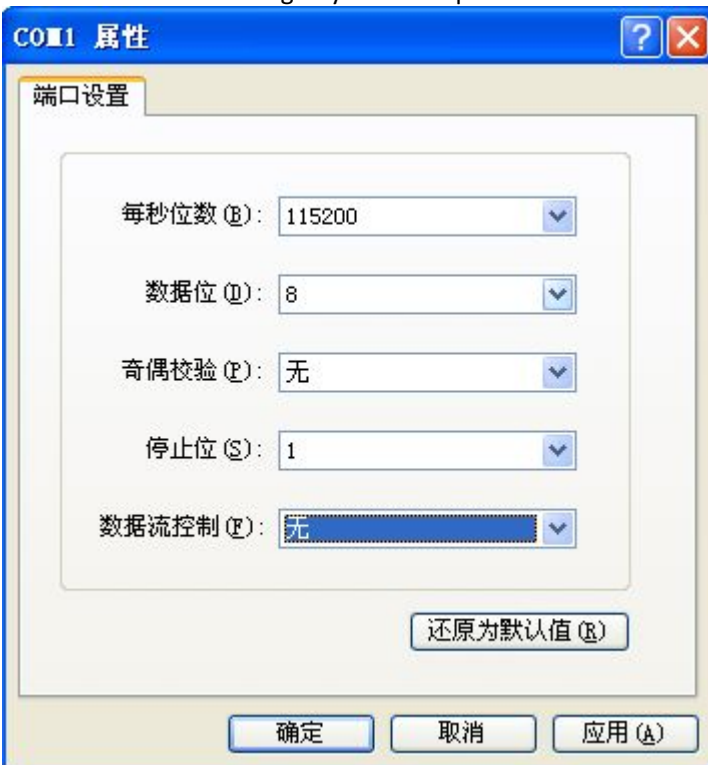 COM1 属性
端口设置
每秒位数(B): 115200
数据位(D): 8
奇偶校验(P): 无
停止位(S): 1
数据流控制(F): 无
还原为默认值(R)
确定 取消 应用(A)